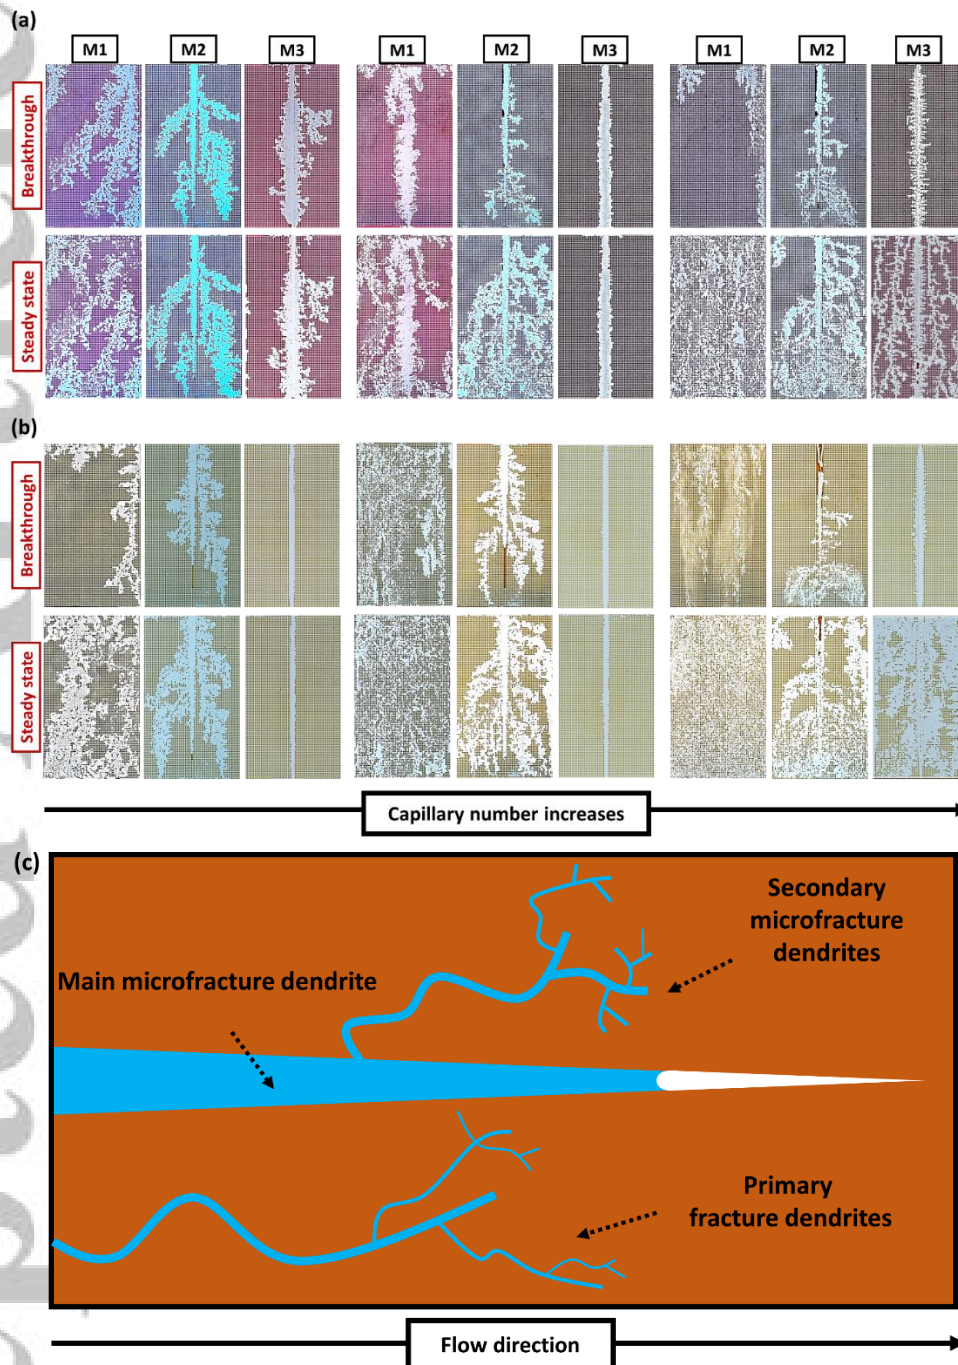 (a)
M1 M2 M3 M1 M2 M3 M1 M2 M3
Breakthrough
Steady state
(b)
Breakthrough
Steady state
Capillary number increases
(c)
Main microfracture dendrite
Secondary
microfracture
dendrites
Primary
fracture dendrites
Flow direction